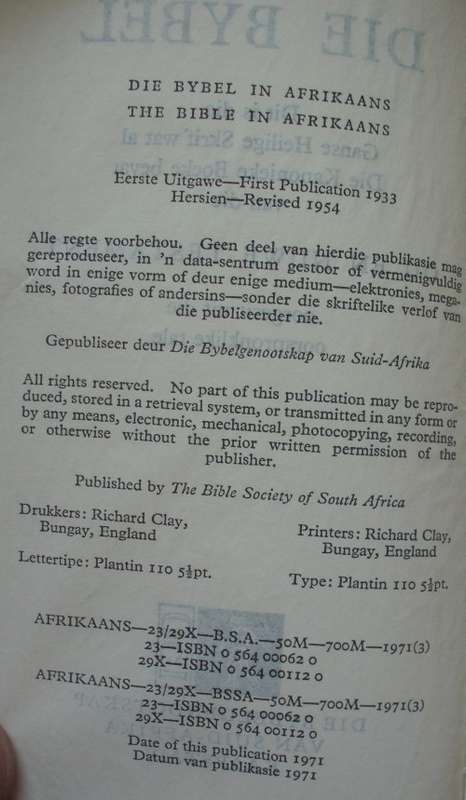 DIE BYBEL
DIE BYBEL IN AFRIKAANS
THE BIBLE IN AFRIKAANS
Eerste Uitgawe—First Publication 1933
Hersien—Revised 1954
Alle regte voorbehou. Geen deel van hierdie publikasie mag
gereproduseer, in 'n data-sentrum gestoor of vermenigvuldig
word in enige vorm of deur enige medium—elektronies, mega-
nies, fotografies of andersins—sonder die skriftelike verlof van
die publiseerder nie.
Gepubliseer deur Die Bybelgenootskap van Suid-Afrika
All rights reserved. No part of this publication may be repro-
duced, stored in a retrieval system, or transmitted in any form or
by any means, electronic, mechanical, photocopying, recording,
or otherwise without the prior written permission of the
publisher.
Published by The Bible Society of South Africa
Drukkers: Richard Clay,
Bungay, England
Printers: Richard Clay,
Bungay, England
Lettertipe: Plantin 110 5½pt.
Type: Plantin 110 5½pt.
AFRIKAANS—23/29X—B.S.A.—50M—700M—1971(3)
23—ISBN 0 564 00062 0
29X—ISBN 0 564 00112 0
AFRIKAANS—23/29X—BSSA—50M—700M—1971(3)
23—ISBN 0 564 00062 0
29X—ISBN 0 564 00112 0
Date of this publication 1971
Datum van publikasie 1971